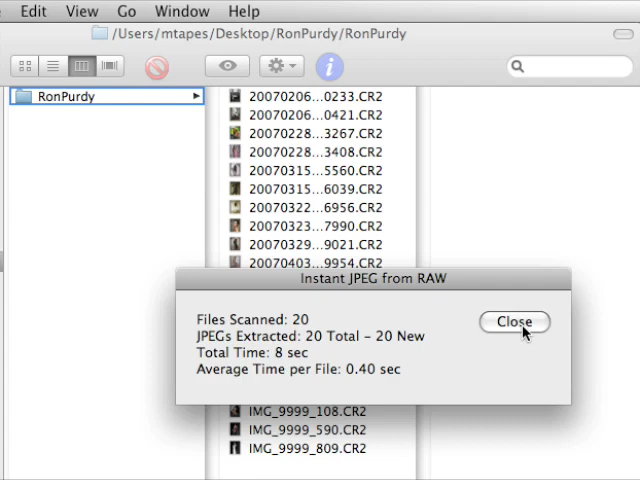 Edit View Go Window Help
/Users/mtapes/Desktop/RonPurdy/RonPurdy
RonPurdy
20070206...0233.CR2
20070206...0421.CR2
20070228...3267.CR2
20070228...3408.CR2
20070315...5560.CR2
20070315...6039.CR2
20070322...6956.CR2
20070323...7990.CR2
20070329...9021.CR2
20070403...9954.CR2
Instant JPEG from RAW
Files Scanned: 20
Close
JPEGs Extracted: 20 Total - 20 New
Total Time: 8 sec
Average Time per File: 0.40 sec
IMG_9999_108.CR2
IMG_9999_590.CR2
IMG_9999_809.CR2